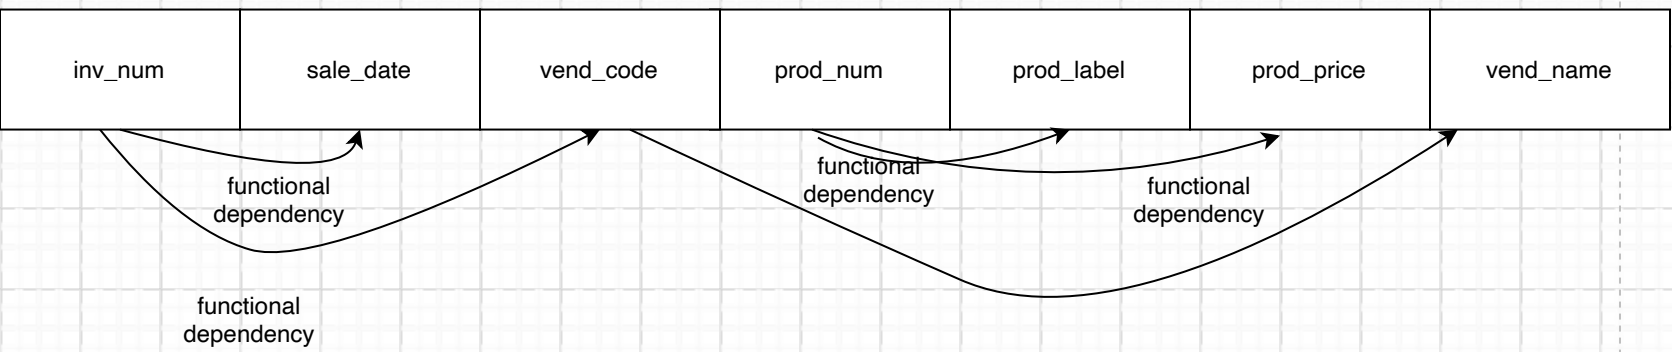 inv_num
sale_date
vend_code
prod_num
prod_label
prod_price
vend_name
functional
dependency
functional
dependency
functional
dependency
functional
dependency